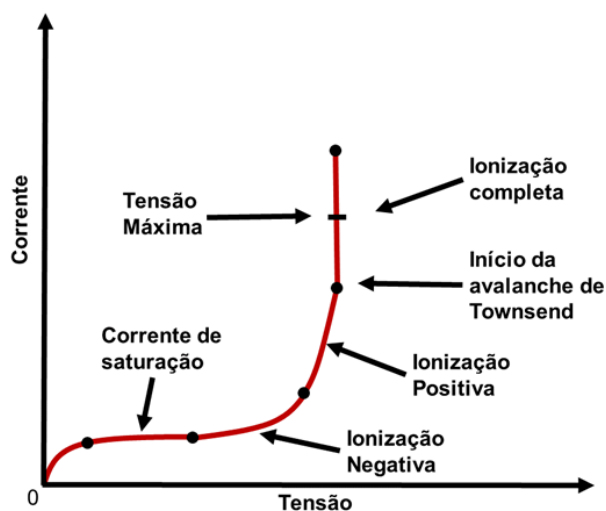 Corrente
Tensão
Máxima
Ionização
completa
Início da
avalanche de
Townsend
Corrente de
saturação
Ionização
Positiva
Ionização
Negativa
0
Tensão